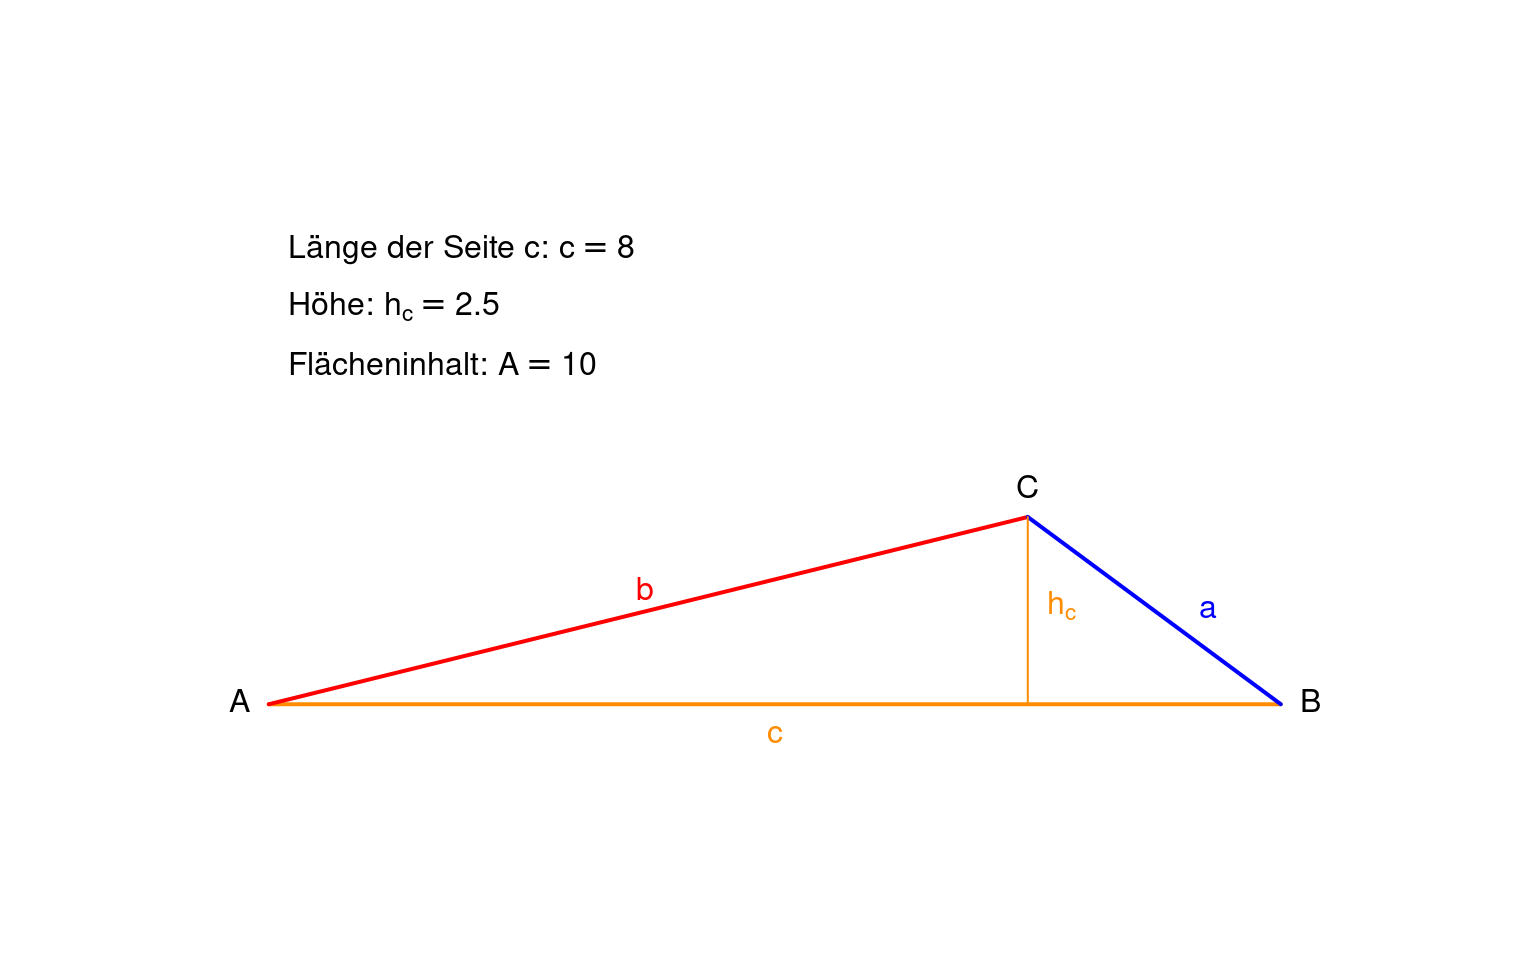 Länge der Seite c: c = 8
Höhe: h_c = 2.5
Flächeninhalt: A = 10
C
b
h_c
a
A
B
c